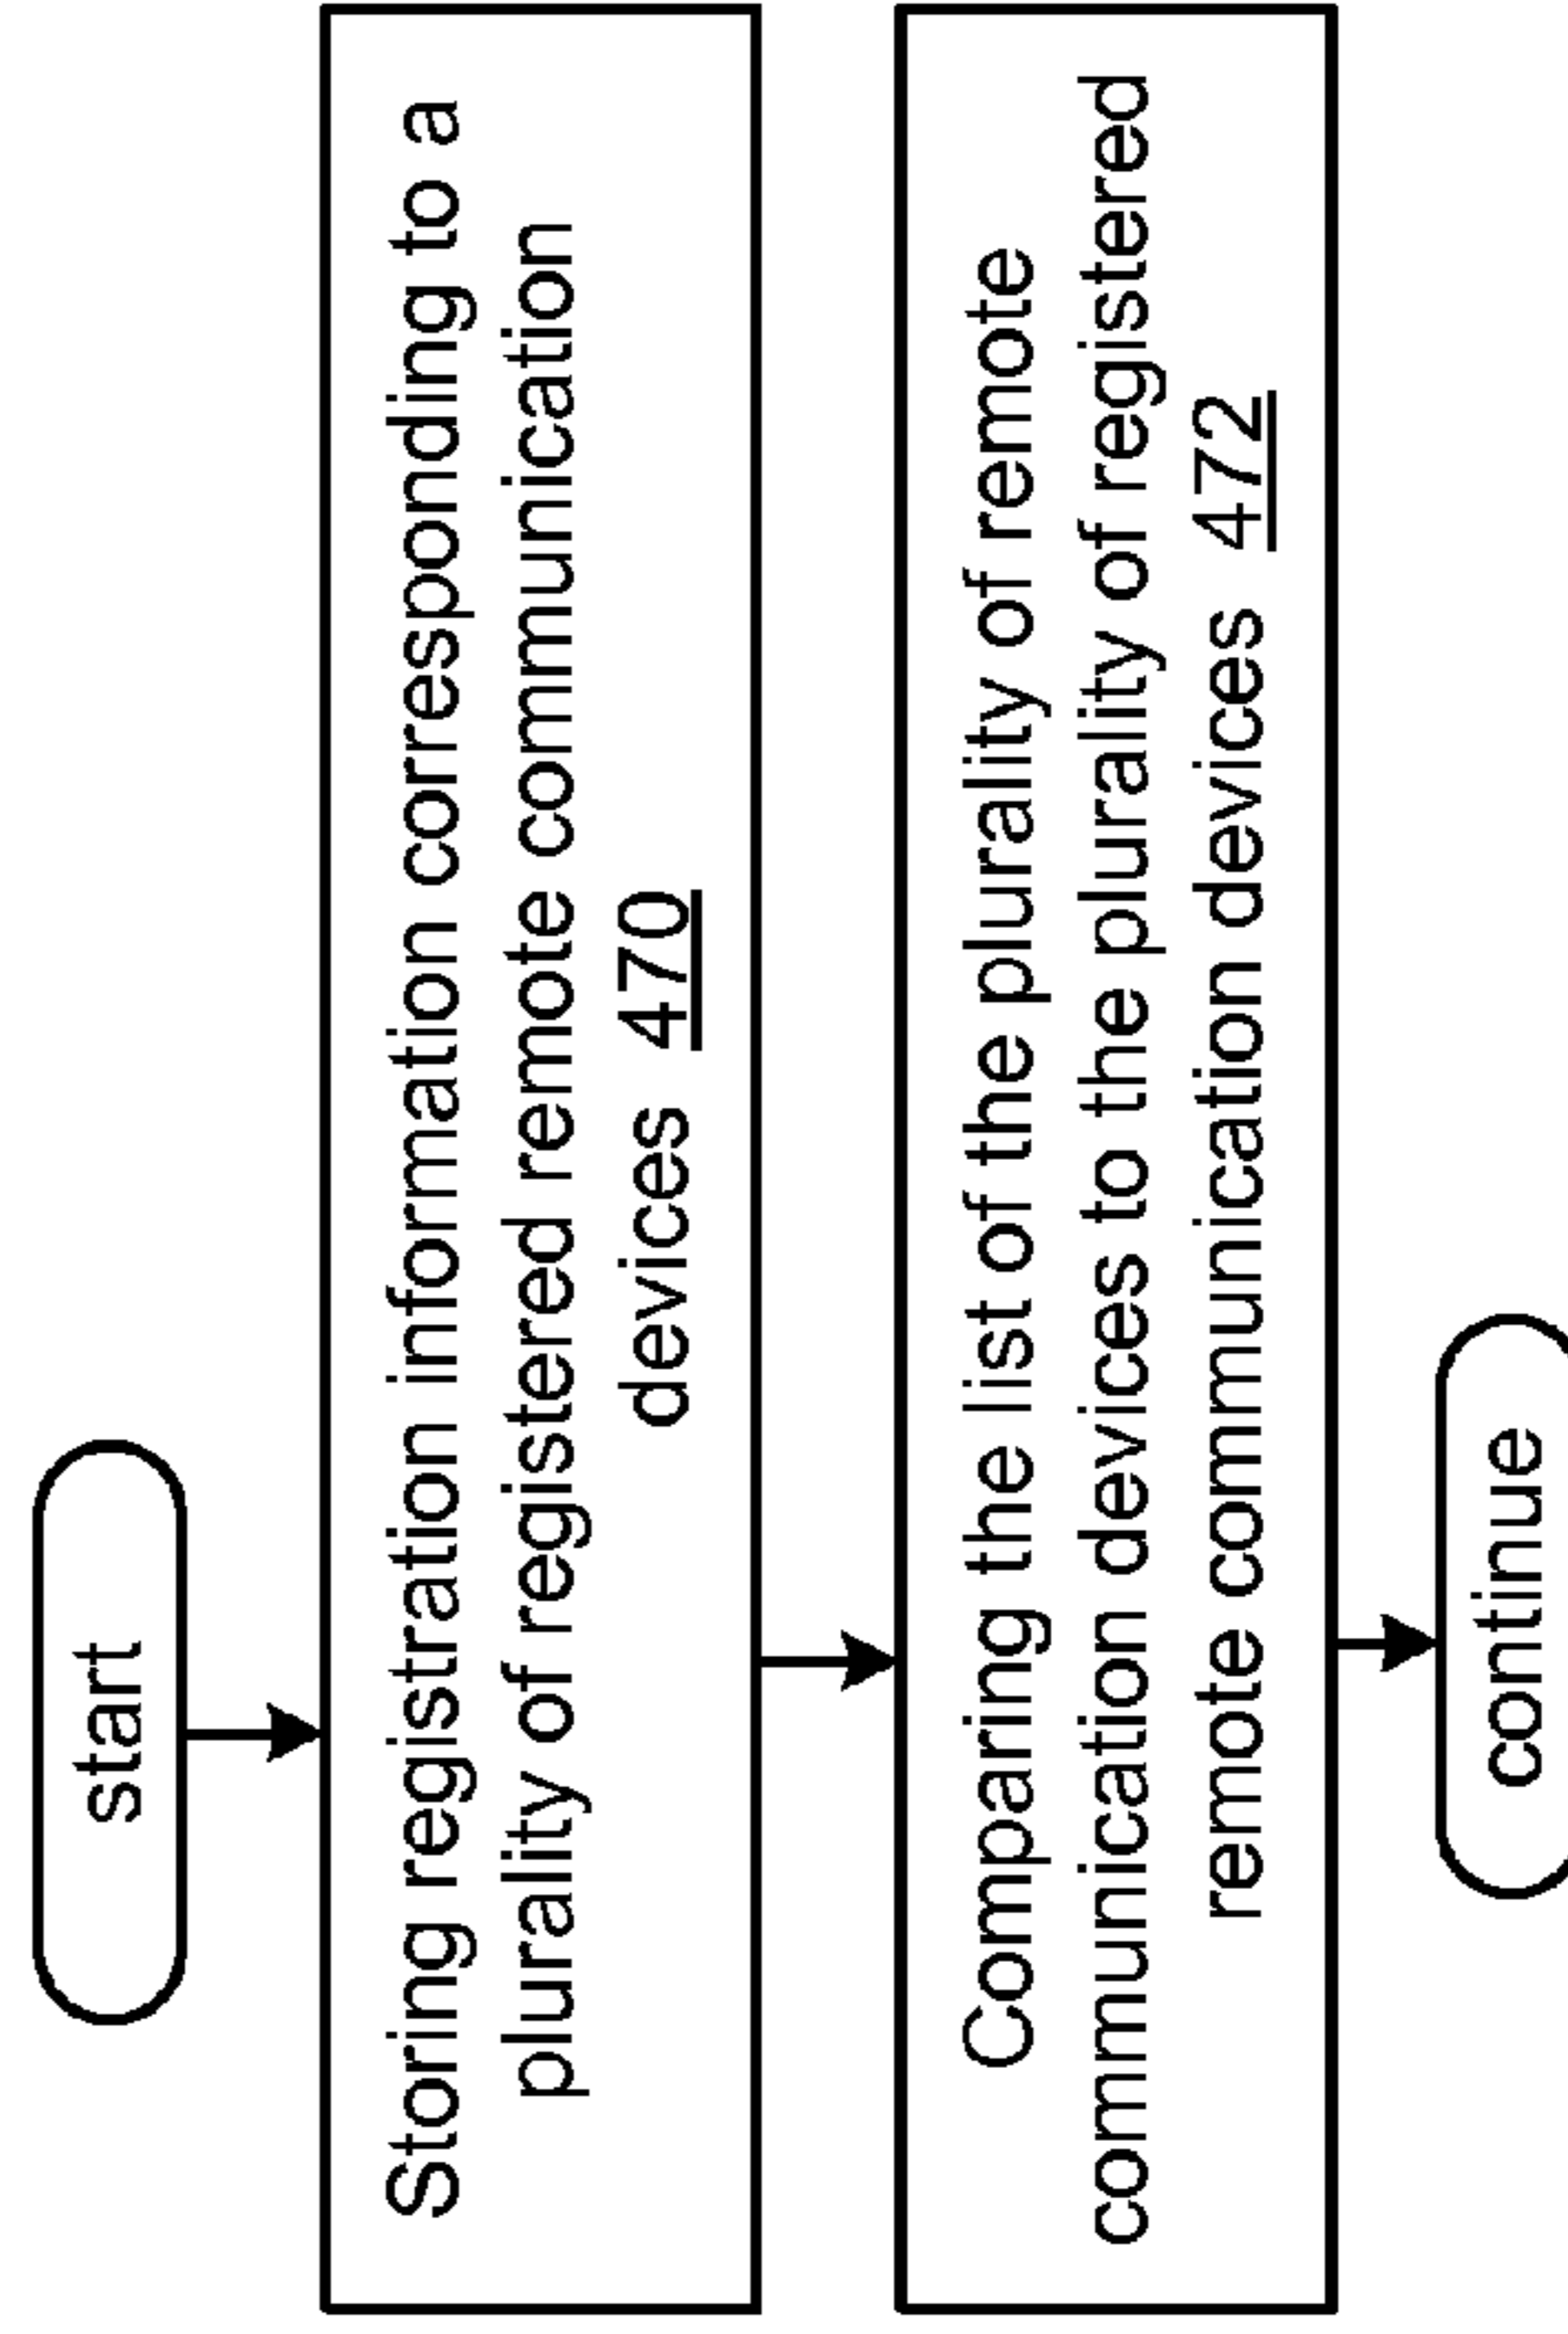 start
Storing registration information corresponding to a
plurality of registered remote communication
devices 470
Comparing the list of the plurality of remote
communication devices to the plurality of registered
remote communication devices 472
continue